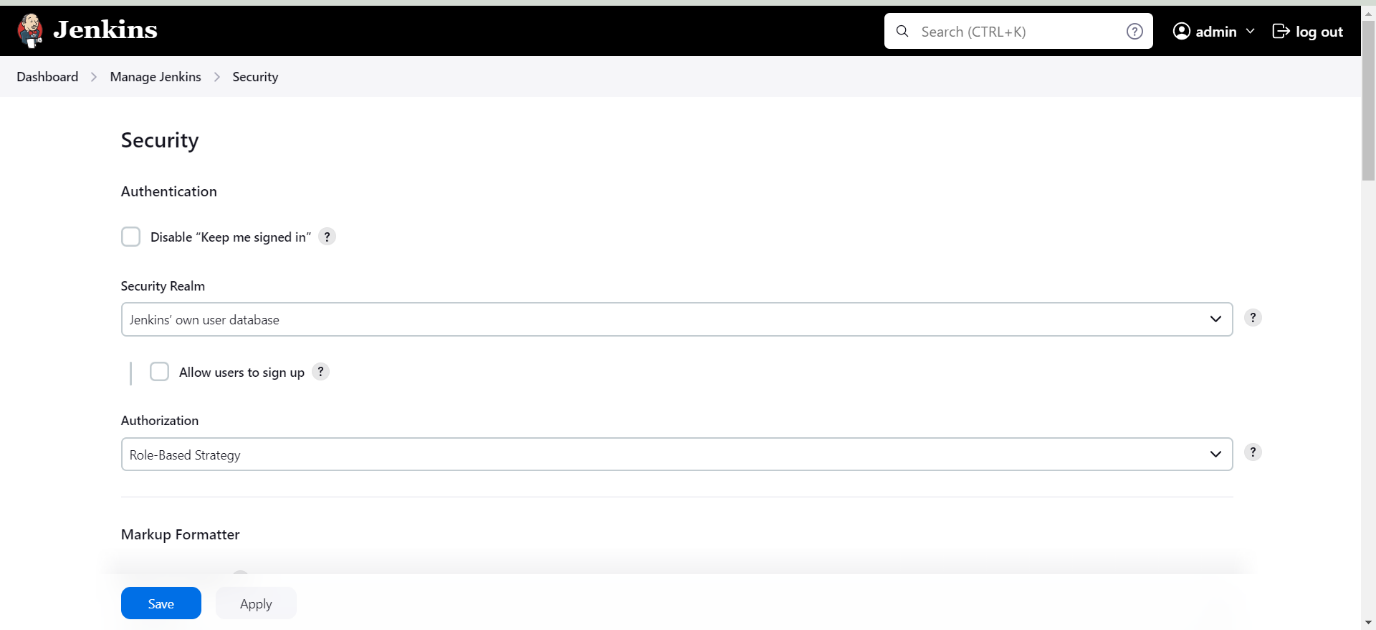 Jenkins
Search (CTRL+K)
?
admin
log out
Dashboard > Manage Jenkins > Security
Security
Authentication
Disable “Keep me signed in” ?
Security Realm
Jenkins’ own user database
?
Allow users to sign up ?
Authorization
Role-Based Strategy
?
Markup Formatter
Save
Apply